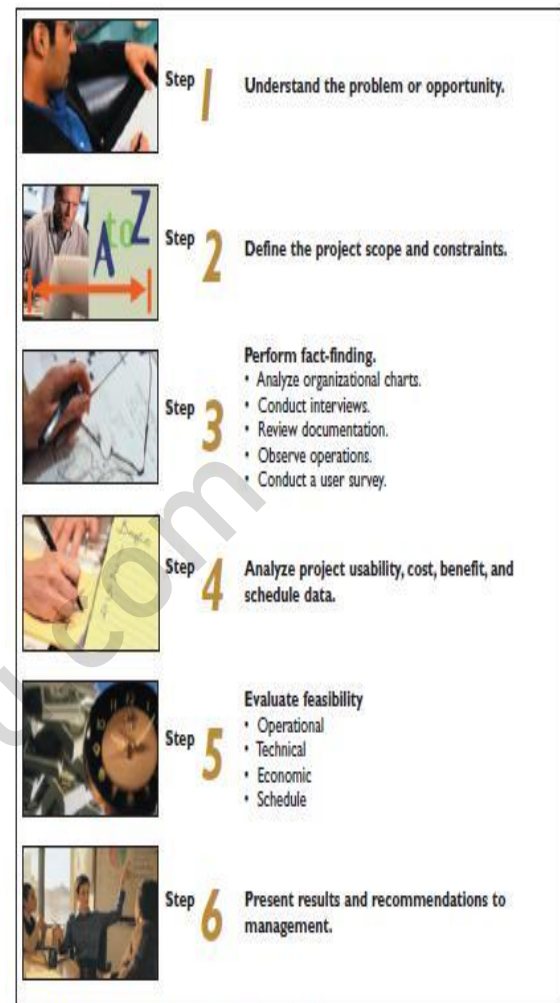 Step 1
Understand the problem or opportunity.
A to Z
Step 2
Define the project scope and constraints.
Step 3
Perform fact-finding.
• Analyze organizational charts.
• Conduct interviews.
• Review documentation.
• Observe operations.
• Conduct a user survey.
Step 4
Analyze project usability, cost, benefit, and
schedule data.
Step 5
Evaluate feasibility
• Operational
• Technical
• Economic
• Schedule
Step 6
Present results and recommendations to
management.